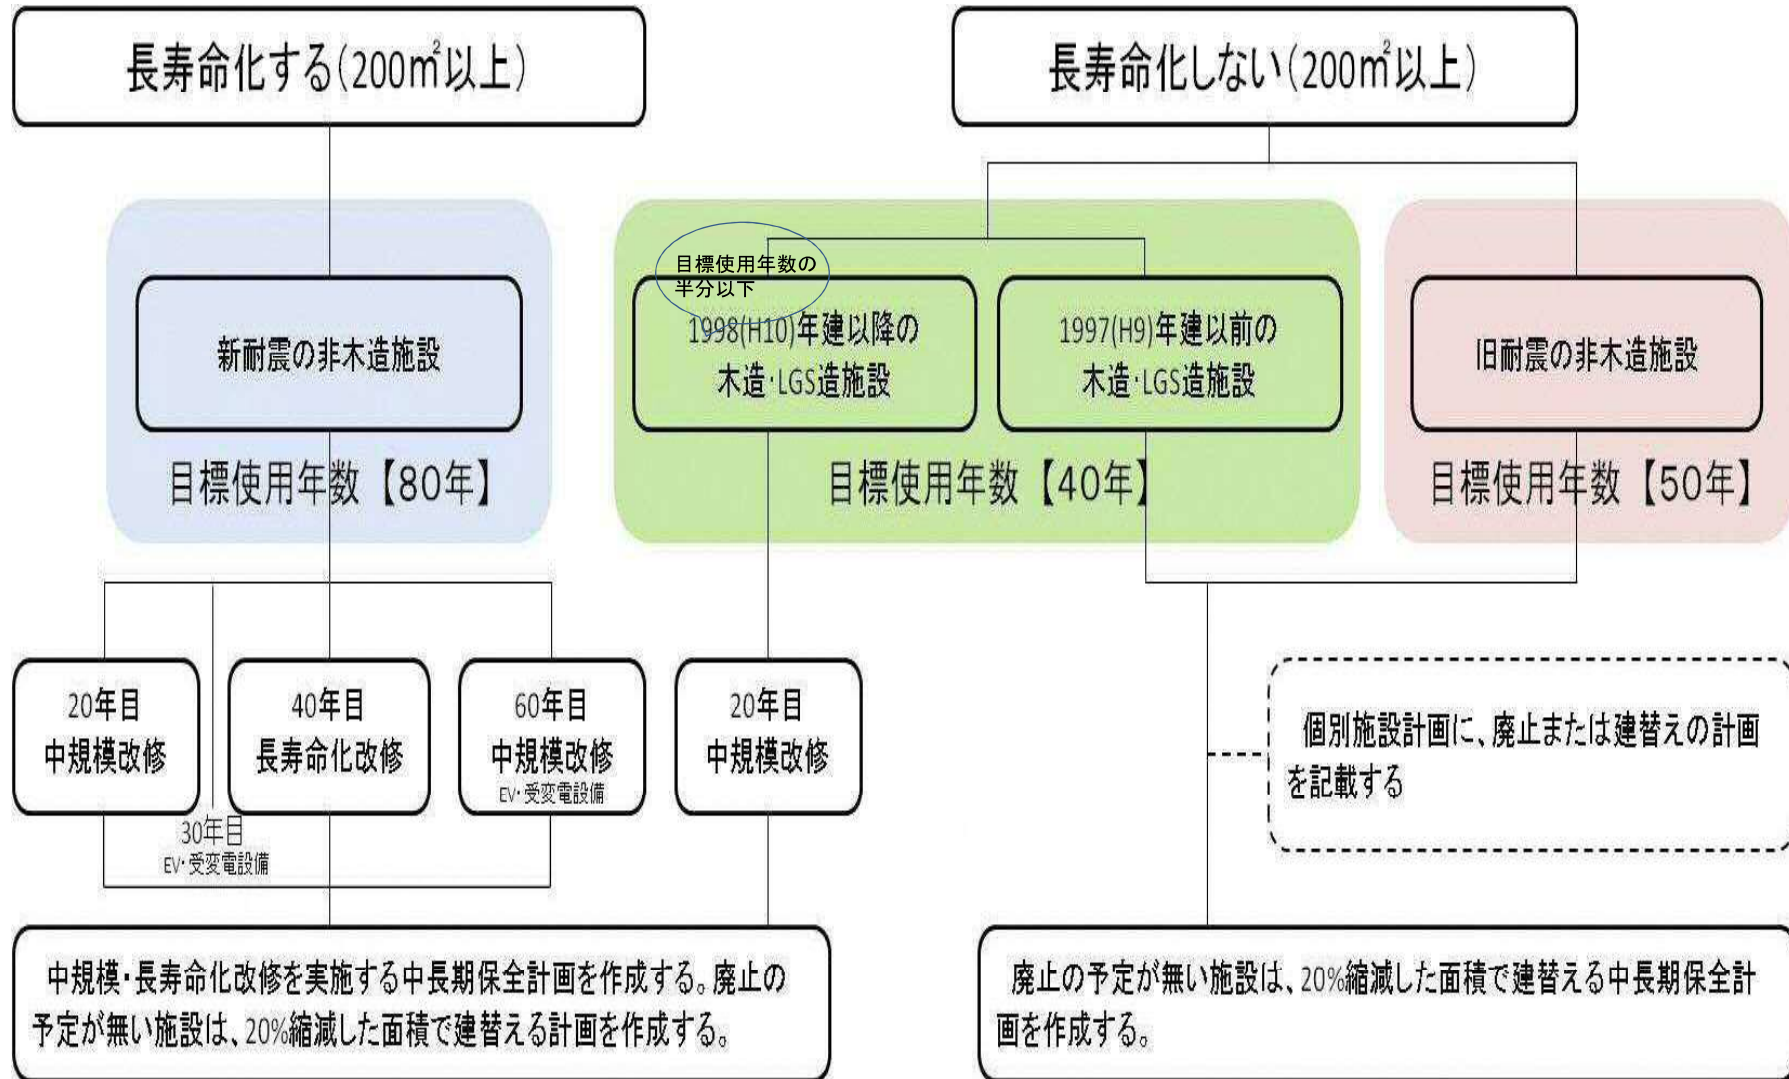 長寿命化する(200㎡以上)
長寿命化しない(200㎡以上)
目標使用年数の
半分以下
新耐震の非木造施設
1998(H10)年建以降の
木造・LGS造施設
1997(H9)年建以前の
木造・LGS造施設
旧耐震の非木造施設
目標使用年数【80年】
目標使用年数【40年】
目標使用年数【50年】
20年目
中規模改修
40年目
長寿命化改修
60年目
中規模改修
EV・受変電設備
20年目
中規模改修
30年目
EV・受変電設備
個別施設計画に、廃止または建替えの計画
を記載する
中規模・長寿命化改修を実施する中長期保全計画を作成する。廃止の
予定が無い施設は、20%縮減した面積で建替える計画を作成する。
廃止の予定が無い施設は、20%縮減した面積で建替える中長期保全計
画を作成する。